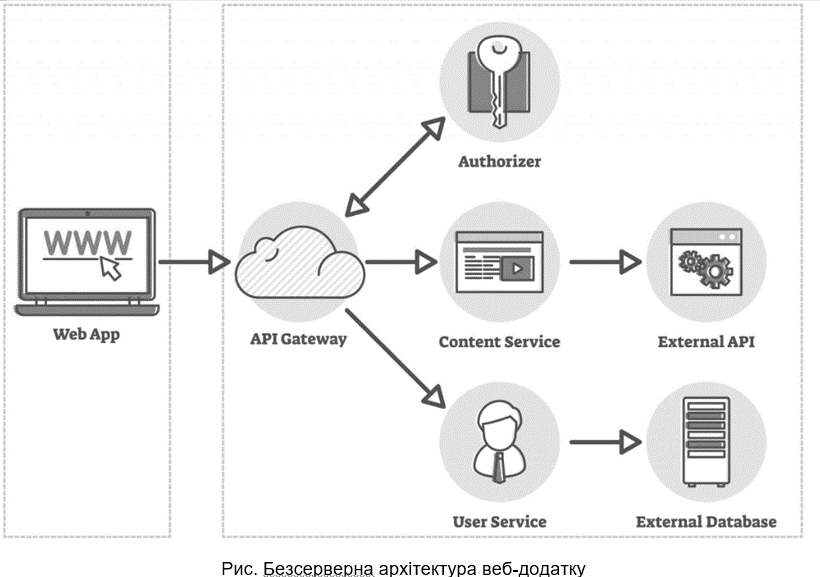 Authorizer
WWW
Web App
API Gateway
Content Service
External API
User Service
External Database
Рис. Безсерверна архітектура веб-додатку